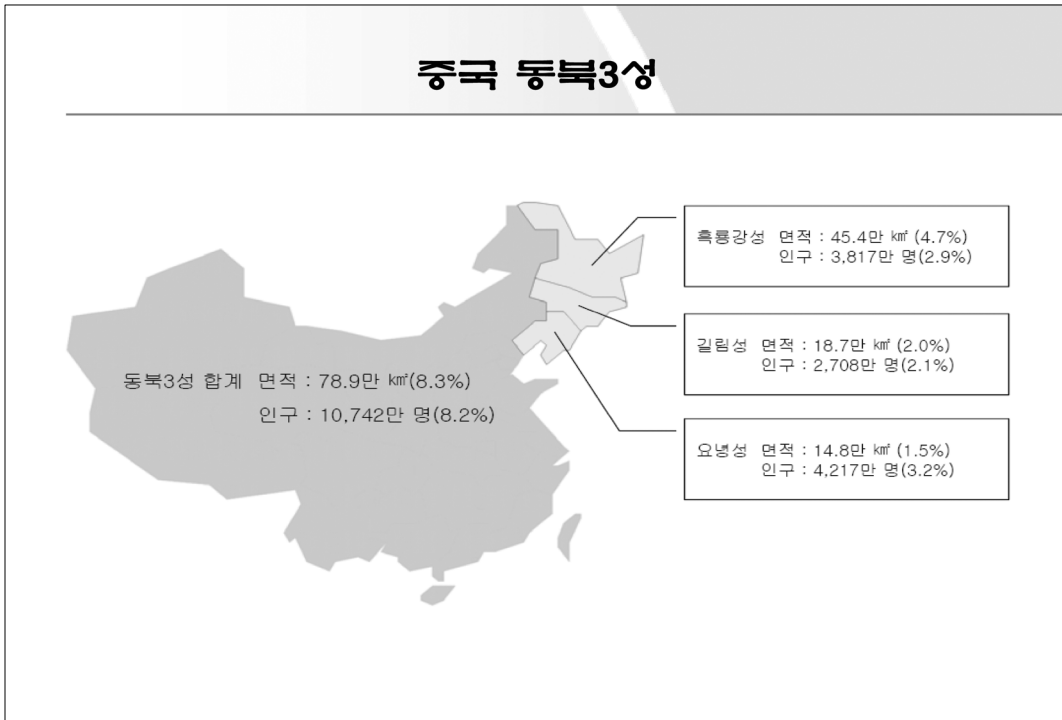 중국 동북3성
흑룡강성 면적 : 45.4만 ㎢ (4.7%)
인구 : 3,817만 명(2.9%)
길림성 면적 : 18.7만 ㎢ (2.0%)
인구 : 2,708만 명(2.1%)
동북3성 합계 면적 : 78.9만 ㎢(8.3%)
인구 : 10,742만 명(8.2%)
요녕성 면적 : 14.8만 ㎢ (1.5%)
인구 : 4,217만 명(3.2%)